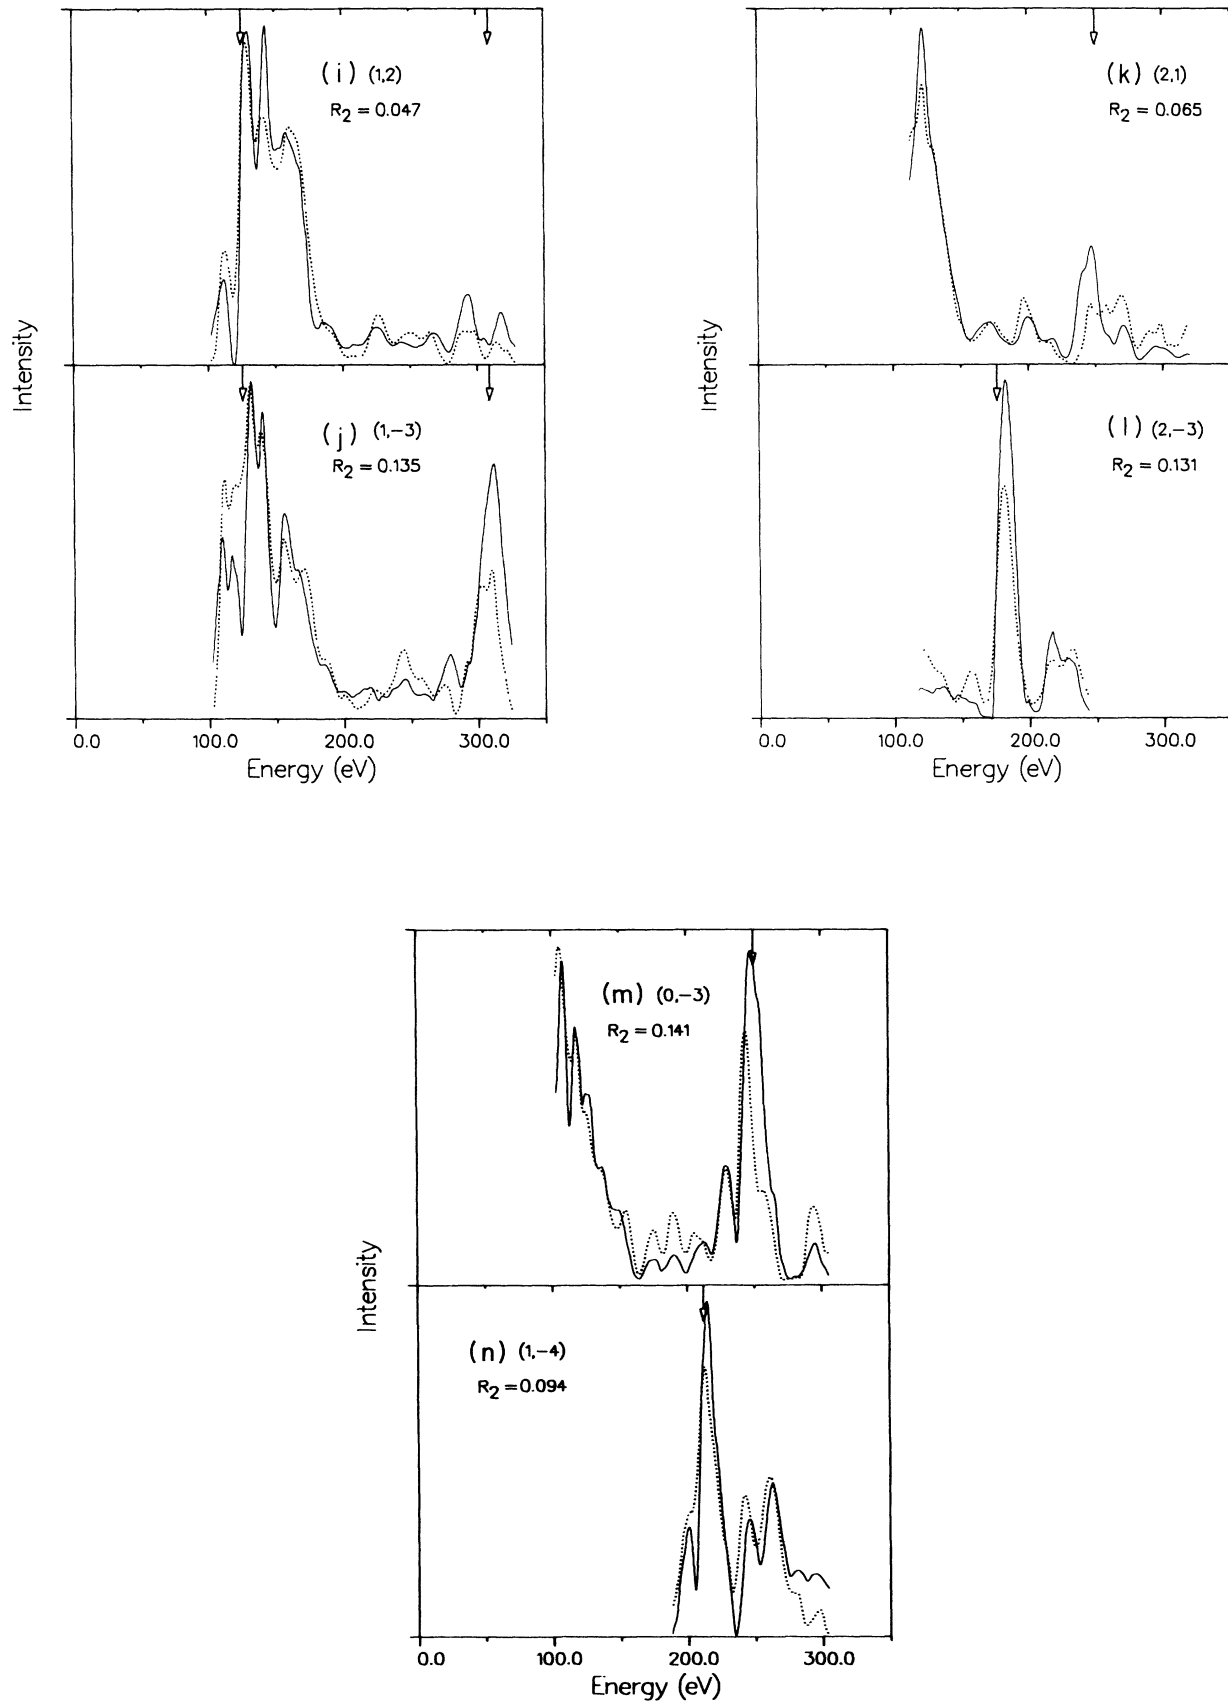 (i) (1,2)
R2 = 0.047
Intensity
(j) (1,-3)
R2 = 0.135
0.0 100.0 200.0 300.0
Energy (eV)
(k) (2,1)
R2 = 0.065
Intensity
(l) (2,-3)
R2 = 0.131
0.0 100.0 200.0 300.0
Energy (eV)
(m) (0,-3)
R2 = 0.141
Intensity
(n) (1,-4)
R2 = 0.094
0.0 100.0 200.0 300.0
Energy (eV)